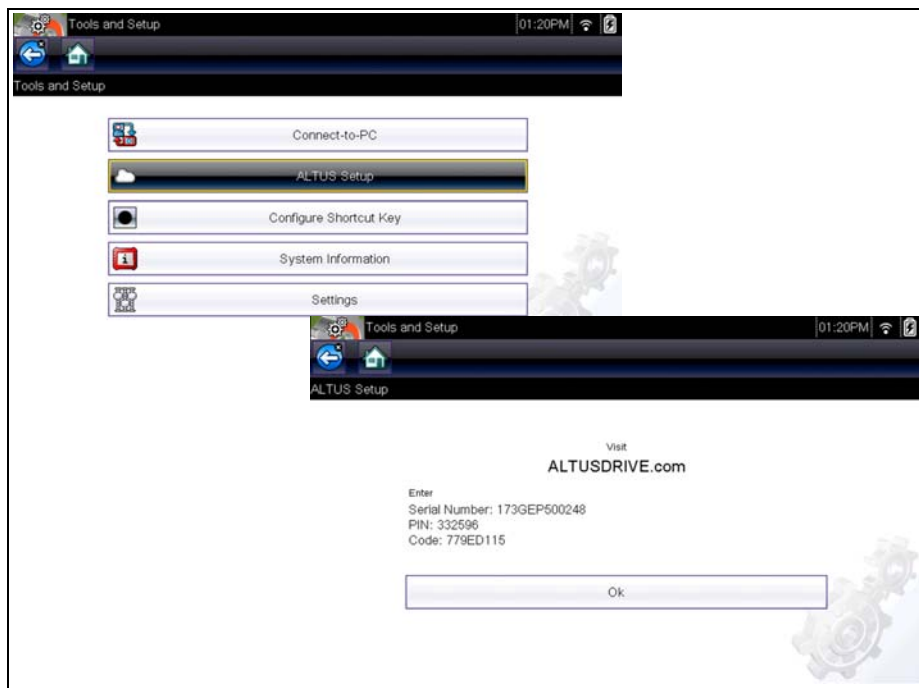 Tools and Setup 01:20PM
Tools and Setup
Connect-to-PC
ALTUS Setup
Configure Shortcut Key
System Information
Settings
Tools and Setup 01:20PM
ALTUS Setup
Visit
ALTUSDRIVE.com
Enter
Serial Number: 173GEP500248
PIN: 332596
Code: 779ED115
Ok